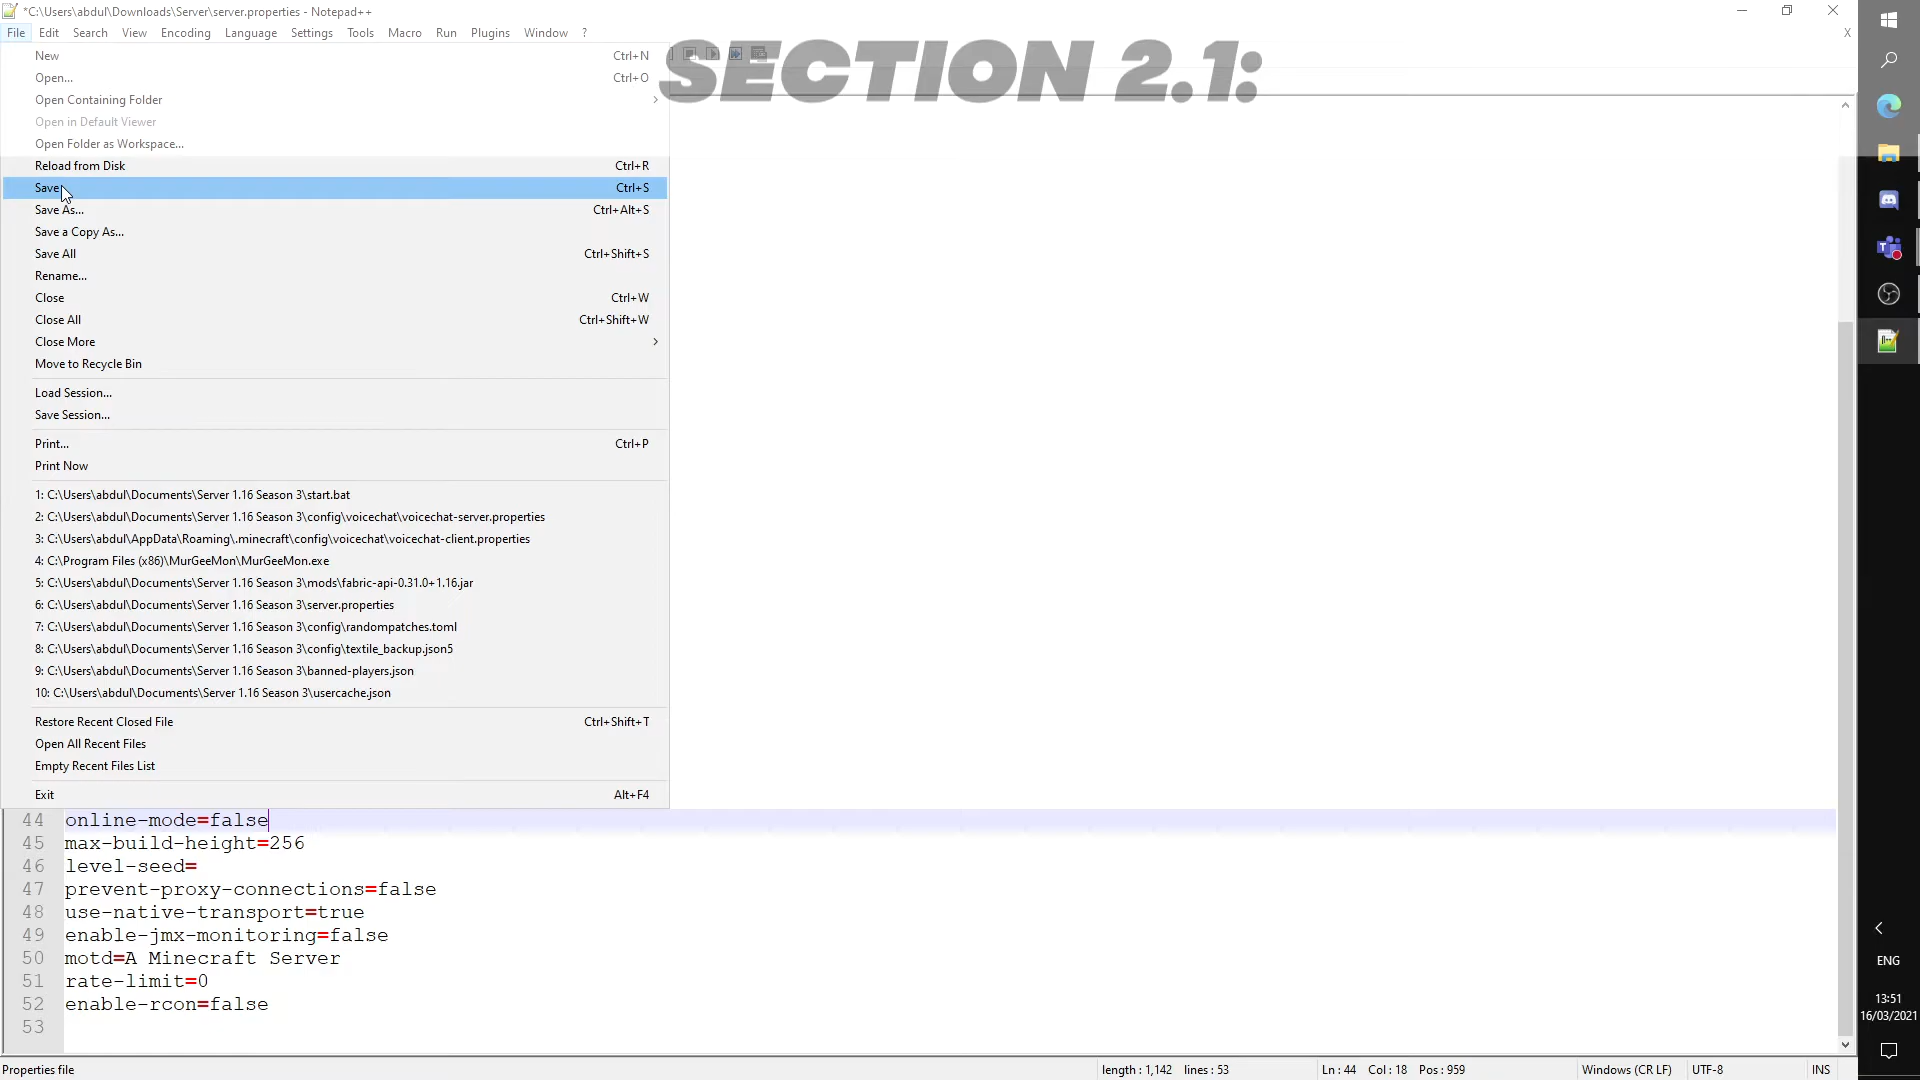 *C:\Users\abdul\Downloads\Server\server.properties - Notepad++
File Edit Search View Encoding Language Settings Tools Macro Run Plugins Window ? X
SECTION 2.1:
New Ctrl+N
Open... Ctrl+O
Open Containing Folder
Open in Default Viewer
Open Folder as Workspace...
Reload from Disk Ctrl+R
Save Ctrl+S
Save As... Ctrl+Alt+S
Save a Copy As...
Save All Ctrl+Shift+S
Rename...
Close Ctrl+W
Close All Ctrl+Shift+W
Close More
Move to Recycle Bin
Load Session...
Save Session...
Print... Ctrl+P
Print Now
1: C:\Users\abdul\Documents\Server 1.16 Season 3\start.bat
2: C:\Users\abdul\Documents\Server 1.16 Season 3\config\voicechat\voicechat-server.properties
3: C:\Users\abdul\AppData\Roaming\.minecraft\config\voicechat\voicechat-client.properties
4: C:\Program Files (x86)\MurGeeMon\MurGeeMon.exe
5: C:\Users\abdul\Documents\Server 1.16 Season 3\mods\fabric-api-0.31.0+1.16.jar
6: C:\Users\abdul\Documents\Server 1.16 Season 3\server.properties
7: C:\Users\abdul\Documents\Server 1.16 Season 3\config\randompatches.toml
8: C:\Users\abdul\Documents\Server 1.16 Season 3\config\textile_backup.json5
9: C:\Users\abdul\Documents\Server 1.16 Season 3\banned-players.json
10: C:\Users\abdul\Documents\Server 1.16 Season 3\usercache.json
Restore Recent Closed File Ctrl+Shift+T
Open All Recent Files
Empty Recent Files List
Exit Alt+F4
44 online-mode=false
45 max-build-height=256
46 level-seed=
47 prevent-proxy-connections=false
48 use-native-transport=true
49 enable-jmx-monitoring=false
50 motd=A Minecraft Server
51 rate-limit=0
52 enable-rcon=false
53
Properties file length : 1,142 lines : 53 Ln : 44 Col : 18 Pos : 959 Windows (CR LF) UTF-8 INS
ENG
13:51
16/03/2021